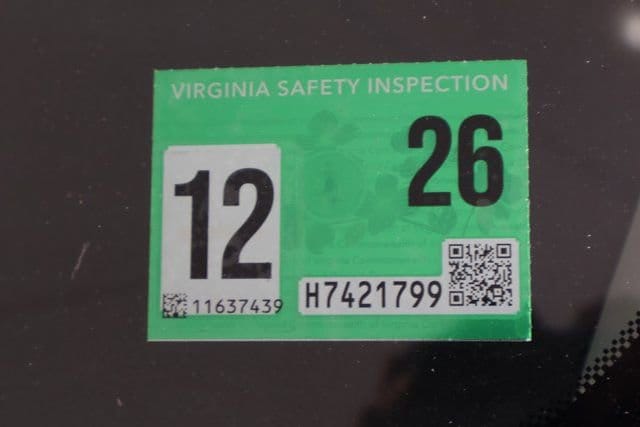 VIRGINIA SAFETY INSPECTION
26
12
11637439
H7421799